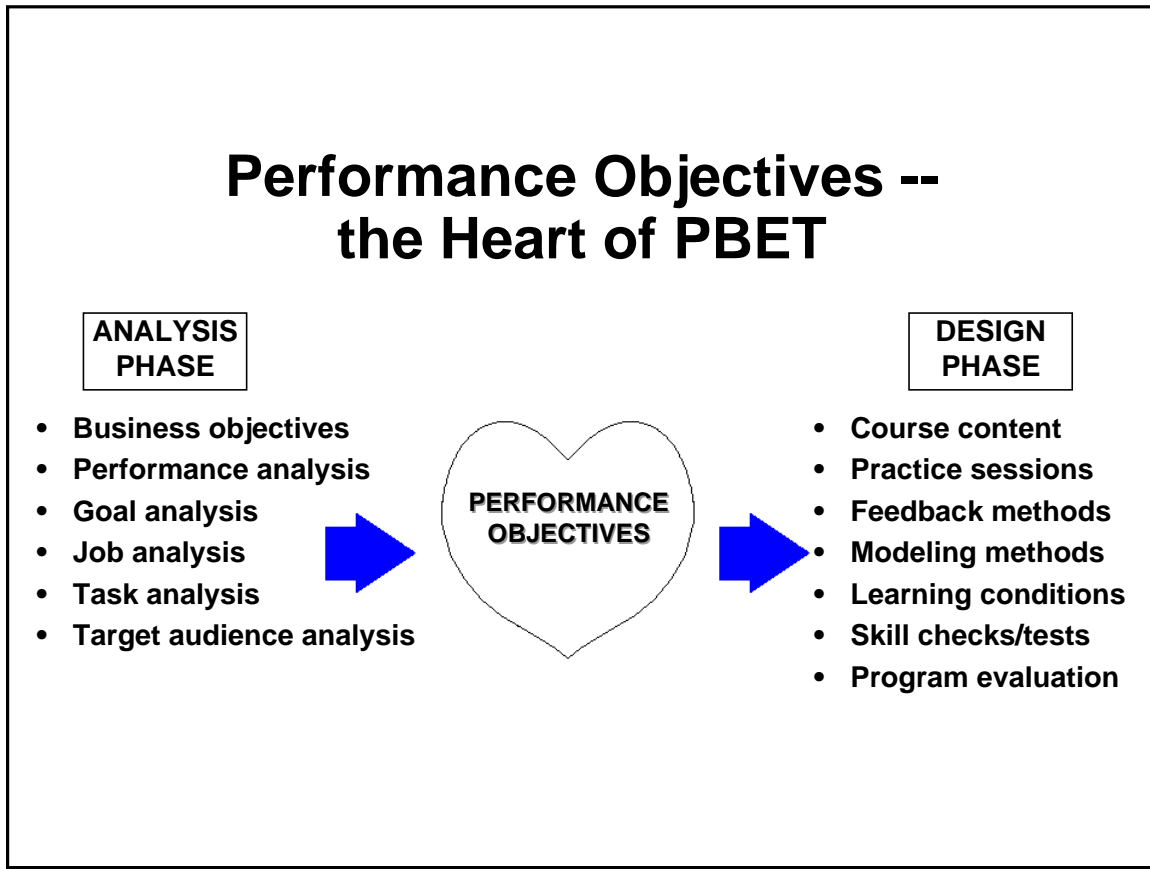 Performance Objectives --
the Heart of PBET
ANALYSIS
PHASE
• Business objectives
• Performance analysis
• Goal analysis
• Job analysis
• Task analysis
• Target audience analysis
PERFORMANCE
OBJECTIVES
DESIGN
PHASE
• Course content
• Practice sessions
• Feedback methods
• Modeling methods
• Learning conditions
• Skill checks/tests
• Program evaluation